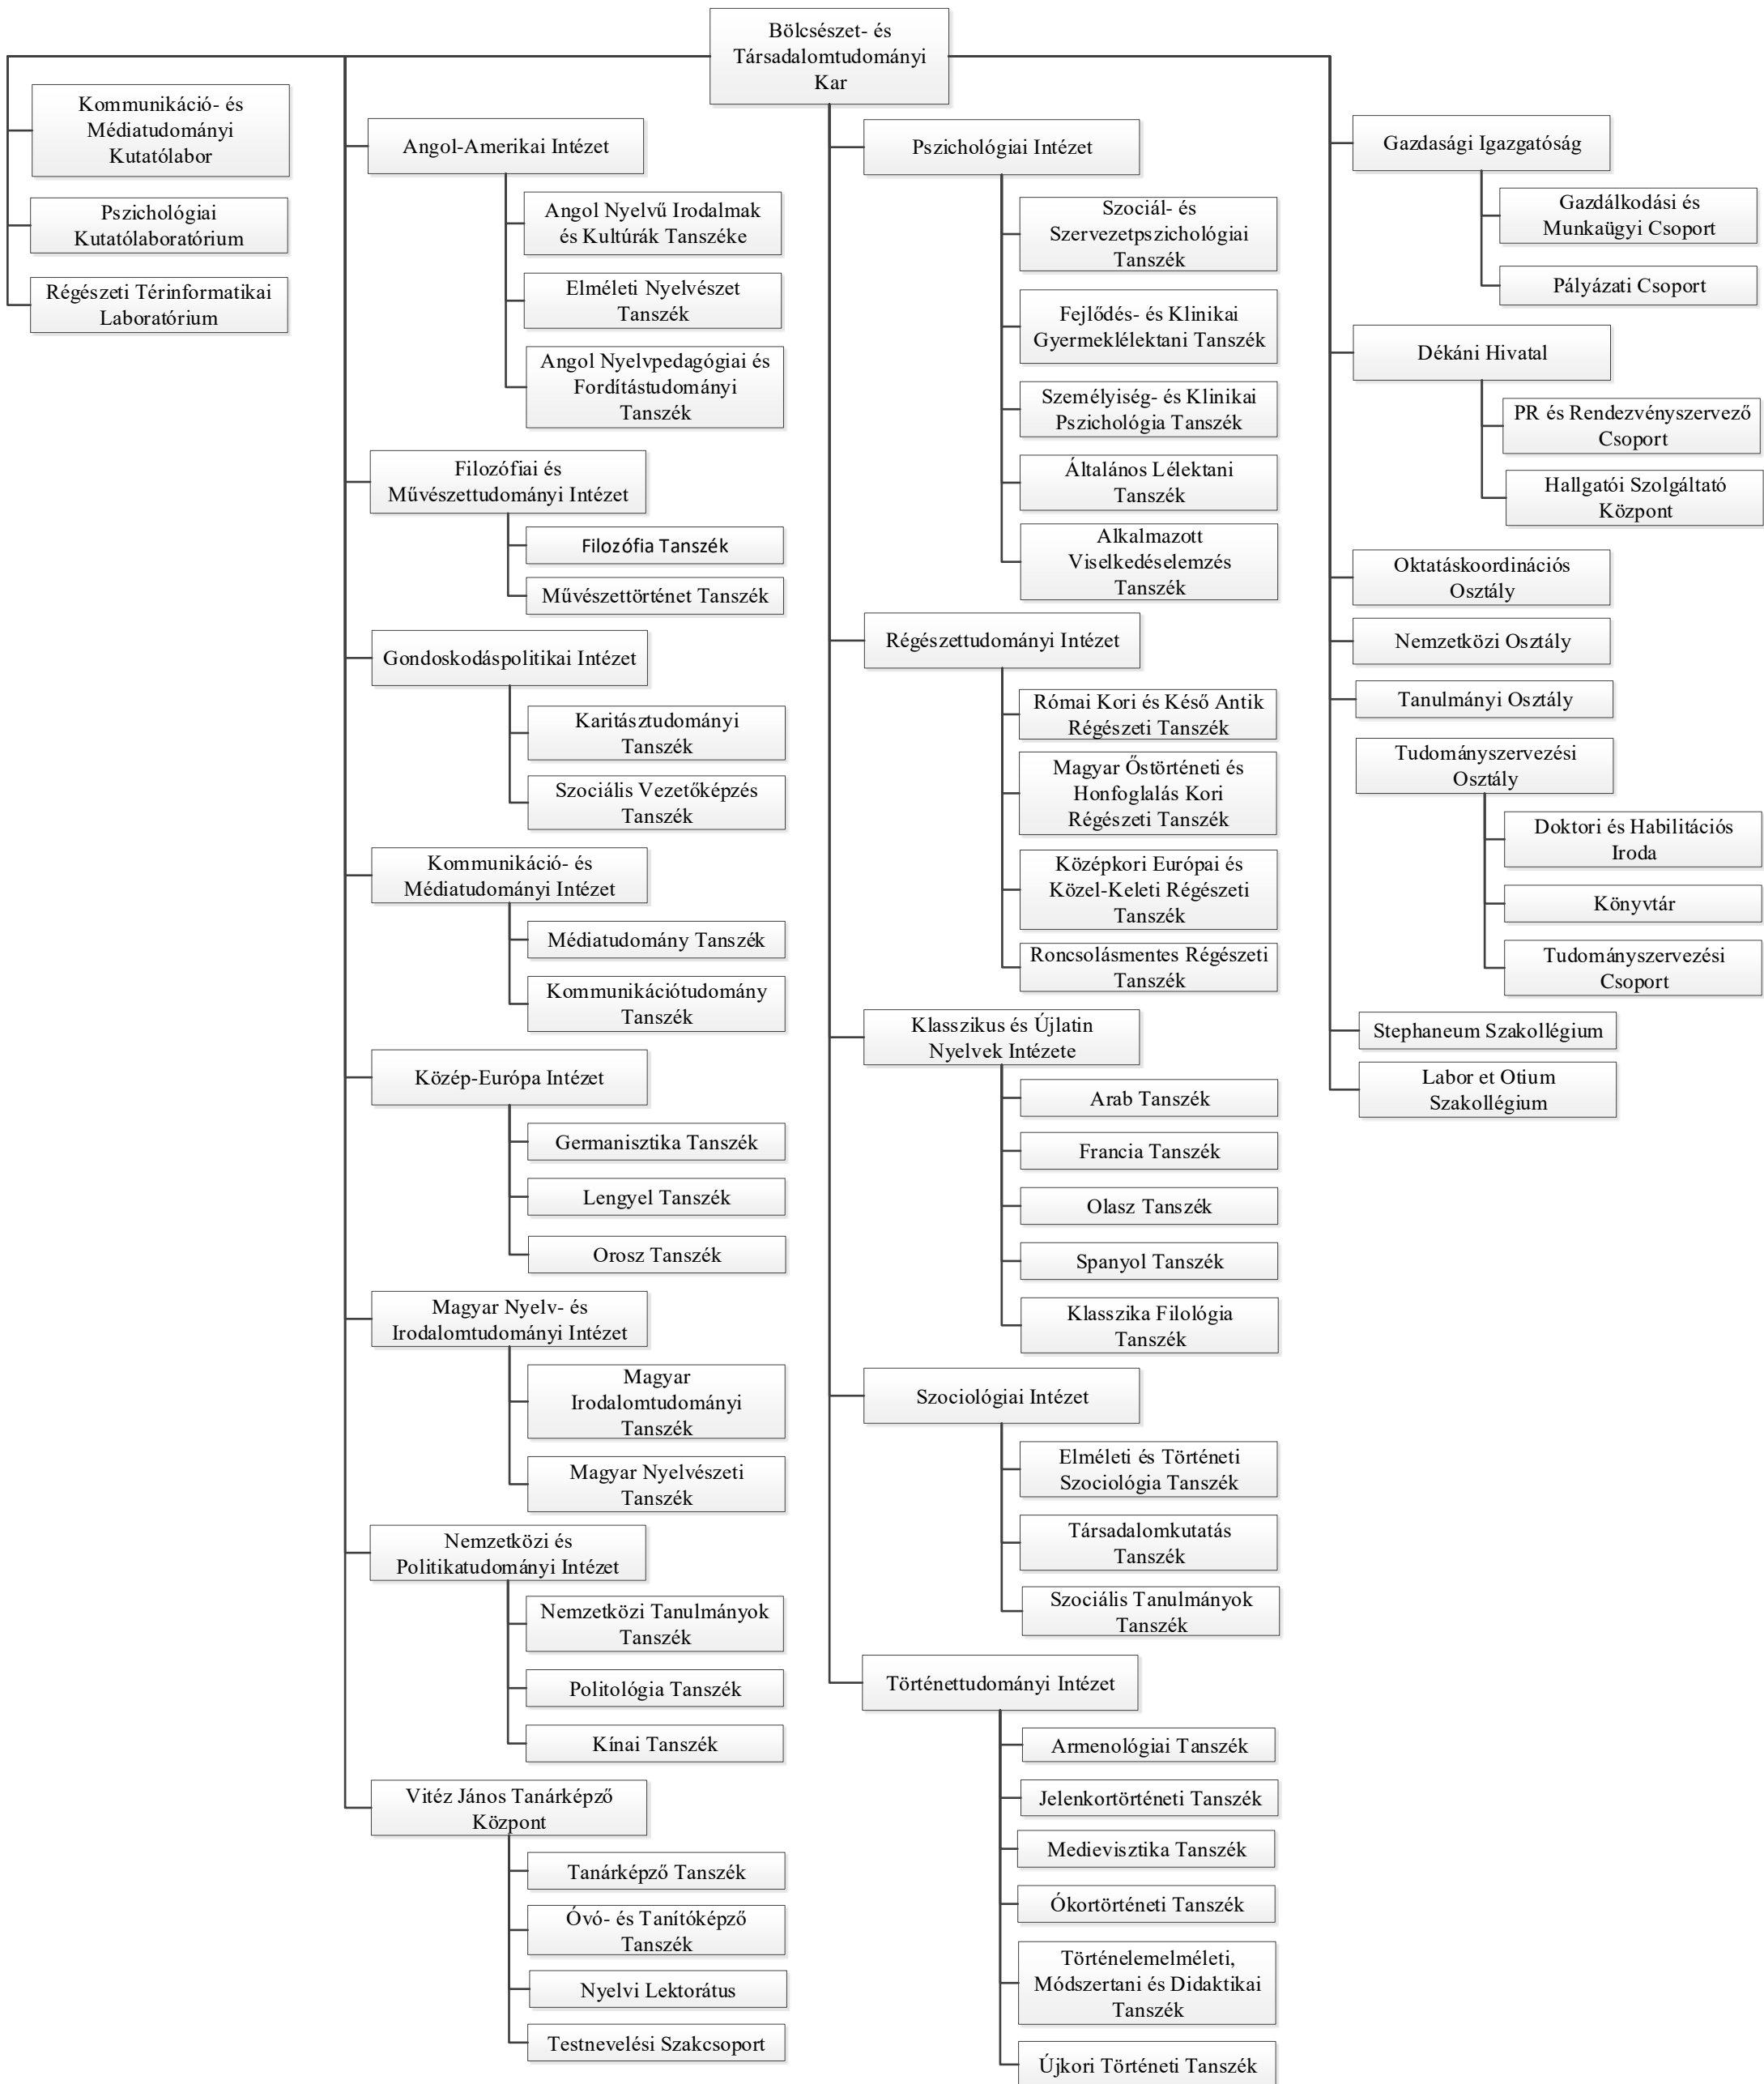 Bölcsészet- és
Társadalomtudományi
Kar
Kommunikáció- és
Médiatudományi
Kutatólabor
Pszichológiai
Kutatólaboratórium
Régészeti Térinformatikai
Laboratórium
Angol-Amerikai Intézet
Angol Nyelvű Irodalmak
és Kultúrák Tanszéke
Elméleti Nyelvészet
Tanszék
Angol Nyelvpedagógiai és
Fordítástudományi
Tanszék
Filozófiai és
Művészettudományi Intézet
Filozófia Tanszék
Művészettörténet Tanszék
Gondoskodáspolitikai Intézet
Karitásztudományi
Tanszék
Szociális Vezetőképzés
Tanszék
Kommunikáció- és
Médiatudományi Intézet
Médiatudomány Tanszék
Kommunikációtudomány
Tanszék
Közép-Európa Intézet
Germanisztika Tanszék
Lengyel Tanszék
Orosz Tanszék
Magyar Nyelv- és
Irodalomtudományi Intézet
Magyar
Irodalomtudományi
Tanszék
Magyar Nyelvészeti
Tanszék
Nemzetközi és
Politikatudományi Intézet
Nemzetközi Tanulmányok
Tanszék
Politológia Tanszék
Kínai Tanszék
Vitéz János Tanárképző
Központ
Tanárképző Tanszék
Óvó- és Tanítóképző
Tanszék
Nyelvi Lektorátus
Testnevelési Szakcsoport
Pszichológiai Intézet
Szociál- és
Szervezetpszichológiai
Tanszék
Fejlődés- és Klinikai
Gyermeklélektani Tanszék
Személyiség- és Klinikai
Pszichológia Tanszék
Általános Lélektani
Tanszék
Alkalmazott
Viselkedéselemzés
Tanszék
Régészettudományi Intézet
Római Kori és Késő Antik
Régészeti Tanszék
Magyar Őstörténeti és
Honfoglalás Kori
Régészeti Tanszék
Középkori Európai és
Közel-Keleti Régészeti
Tanszék
Roncsolásmentes Régészeti
Tanszék
Klasszikus és Újlatin
Nyelvek Intézete
Arab Tanszék
Francia Tanszék
Olasz Tanszék
Spanyol Tanszék
Klasszika Filológia
Tanszék
Szociológiai Intézet
Elméleti és Történeti
Szociológia Tanszék
Társadalomkutatás
Tanszék
Szociális Tanulmányok
Tanszék
Történettudományi Intézet
Armenológiai Tanszék
Jelenkortörténeti Tanszék
Medievisztika Tanszék
Ókortörténeti Tanszék
Történelemelméleti,
Módszertani és Didaktikai
Tanszék
Újkori Történeti Tanszék
Gazdasági Igazgatóság
Gazdálkodási és
Munkaügyi Csoport
Pályázati Csoport
Dékáni Hivatal
PR és Rendezvényszervező
Csoport
Hallgatói Szolgáltató
Központ
Oktatáskoordinációs
Osztály
Nemzetközi Osztály
Tanulmányi Osztály
Tudományszervezési
Osztály
Doktori és Habilitációs
Iroda
Könyvtár
Tudományszervezési
Csoport
Stephaneum Szakollégium
Labor et Otium
Szakollégium